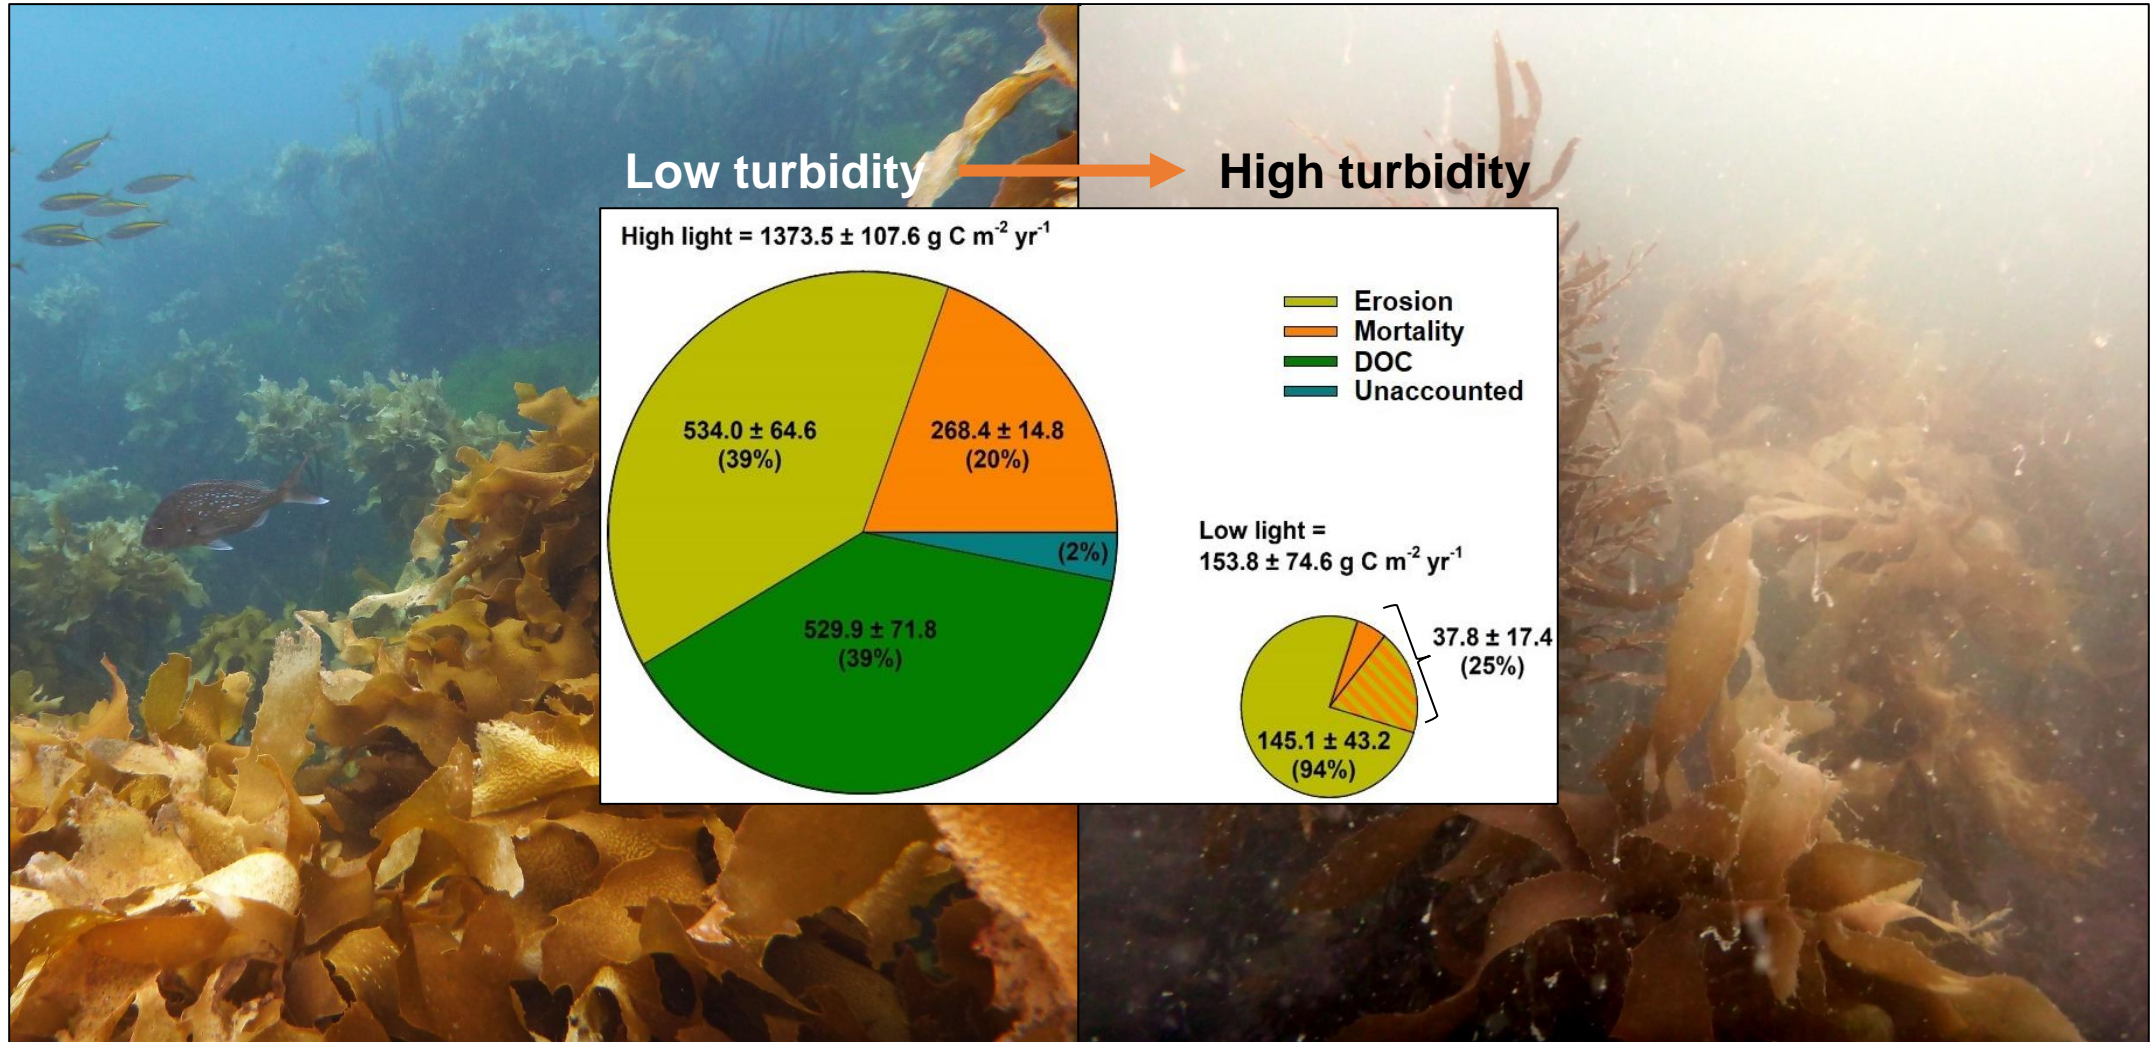 Low turbidity
High turbidity
High light = 1373.5 ± 107.6 g C m⁻² yr⁻¹
Erosion
Mortality
DOC
Unaccounted
534.0 ± 64.6
(39%)
268.4 ± 14.8
(20%)
(2%)
529.9 ± 71.8
(39%)
Low light =
153.8 ± 74.6 g C m⁻² yr⁻¹
37.8 ± 17.4
(25%)
145.1 ± 43.2
(94%)